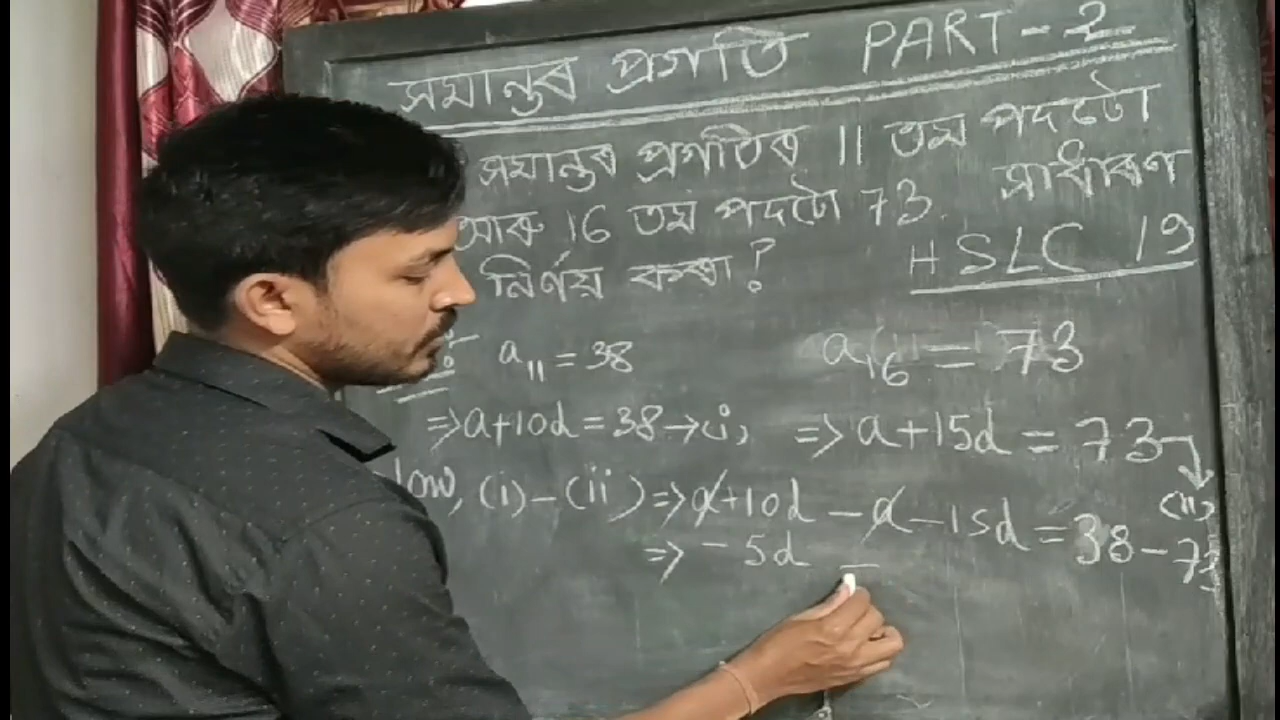 সমান্তৰ প্ৰগতি PART-2
সমান্তৰ প্ৰগতিৰ 11 তম পদটো
আৰু 16 তম পদটো 73. সাধাৰণ
নিৰ্ণয় কৰা? HSLC 19
a₁₁ = 38 a₁₆ = 73
⇒ a+10d = 38 → i, ⇒ a+15d = 73
(ii)
(i) - (ii) ⇒ a+10d - a - 15d = 38 - 73
⇒ - 5d =